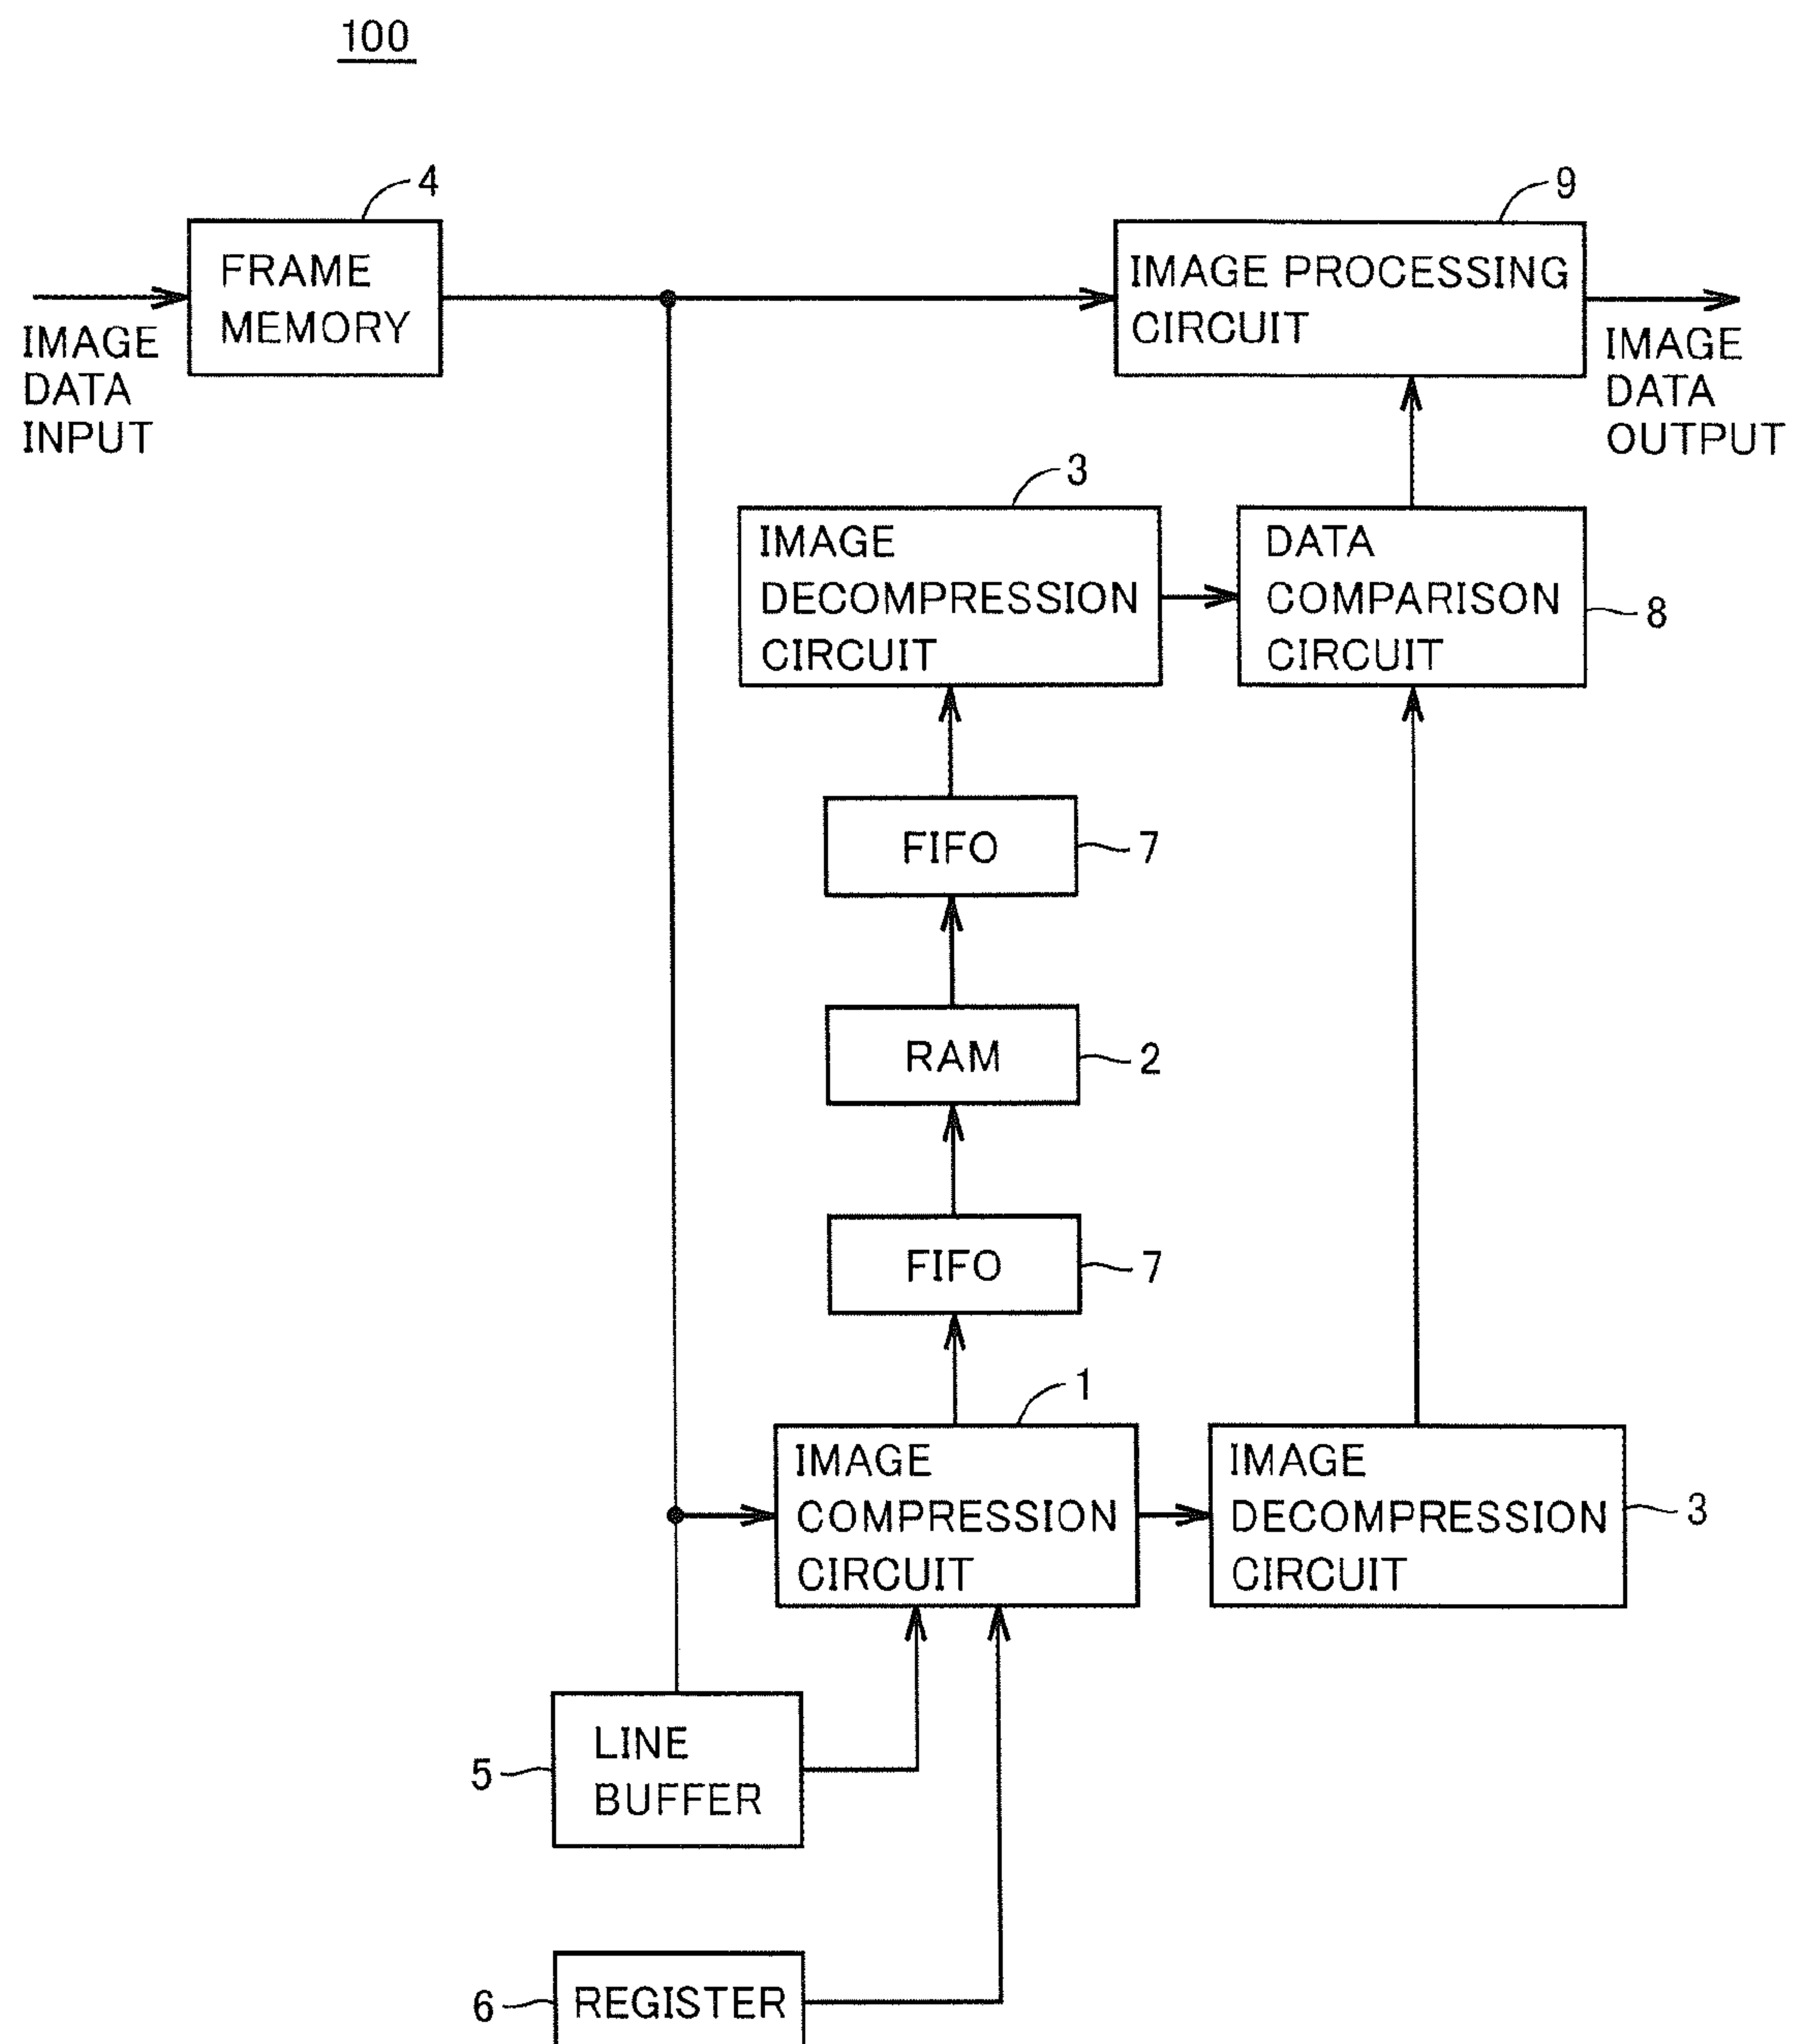 100
4
9
FRAME
MEMORY
IMAGE PROCESSING
CIRCUIT
IMAGE
DATA
INPUT
IMAGE
DATA
OUTPUT
3
IMAGE
DECOMPRESSION
CIRCUIT
DATA
COMPARISON
CIRCUIT
8
FIFO
7
RAM
2
FIFO
7
1
IMAGE
COMPRESSION
CIRCUIT
IMAGE
DECOMPRESSION
CIRCUIT
3
5
LINE
BUFFER
6
REGISTER